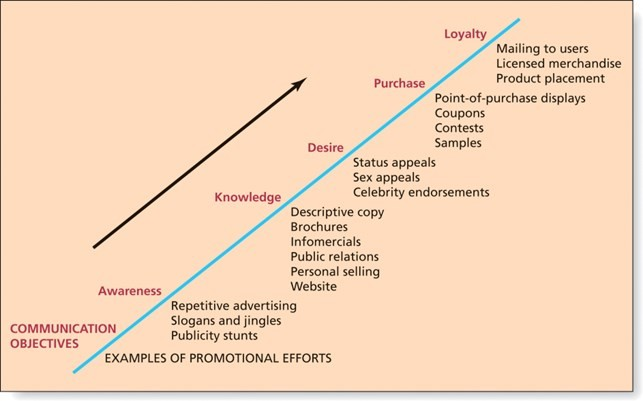 Loyalty
Mailing to users
Licensed merchandise
Product placement
Purchase
Point-of-purchase displays
Coupons
Contests
Samples
Desire
Status appeals
Sex appeals
Celebrity endorsements
Knowledge
Descriptive copy
Brochures
Infomercials
Public relations
Personal selling
Website
Awareness
Repetitive advertising
Slogans and jingles
Publicity stunts
COMMUNICATION
OBJECTIVES
EXAMPLES OF PROMOTIONAL EFFORTS